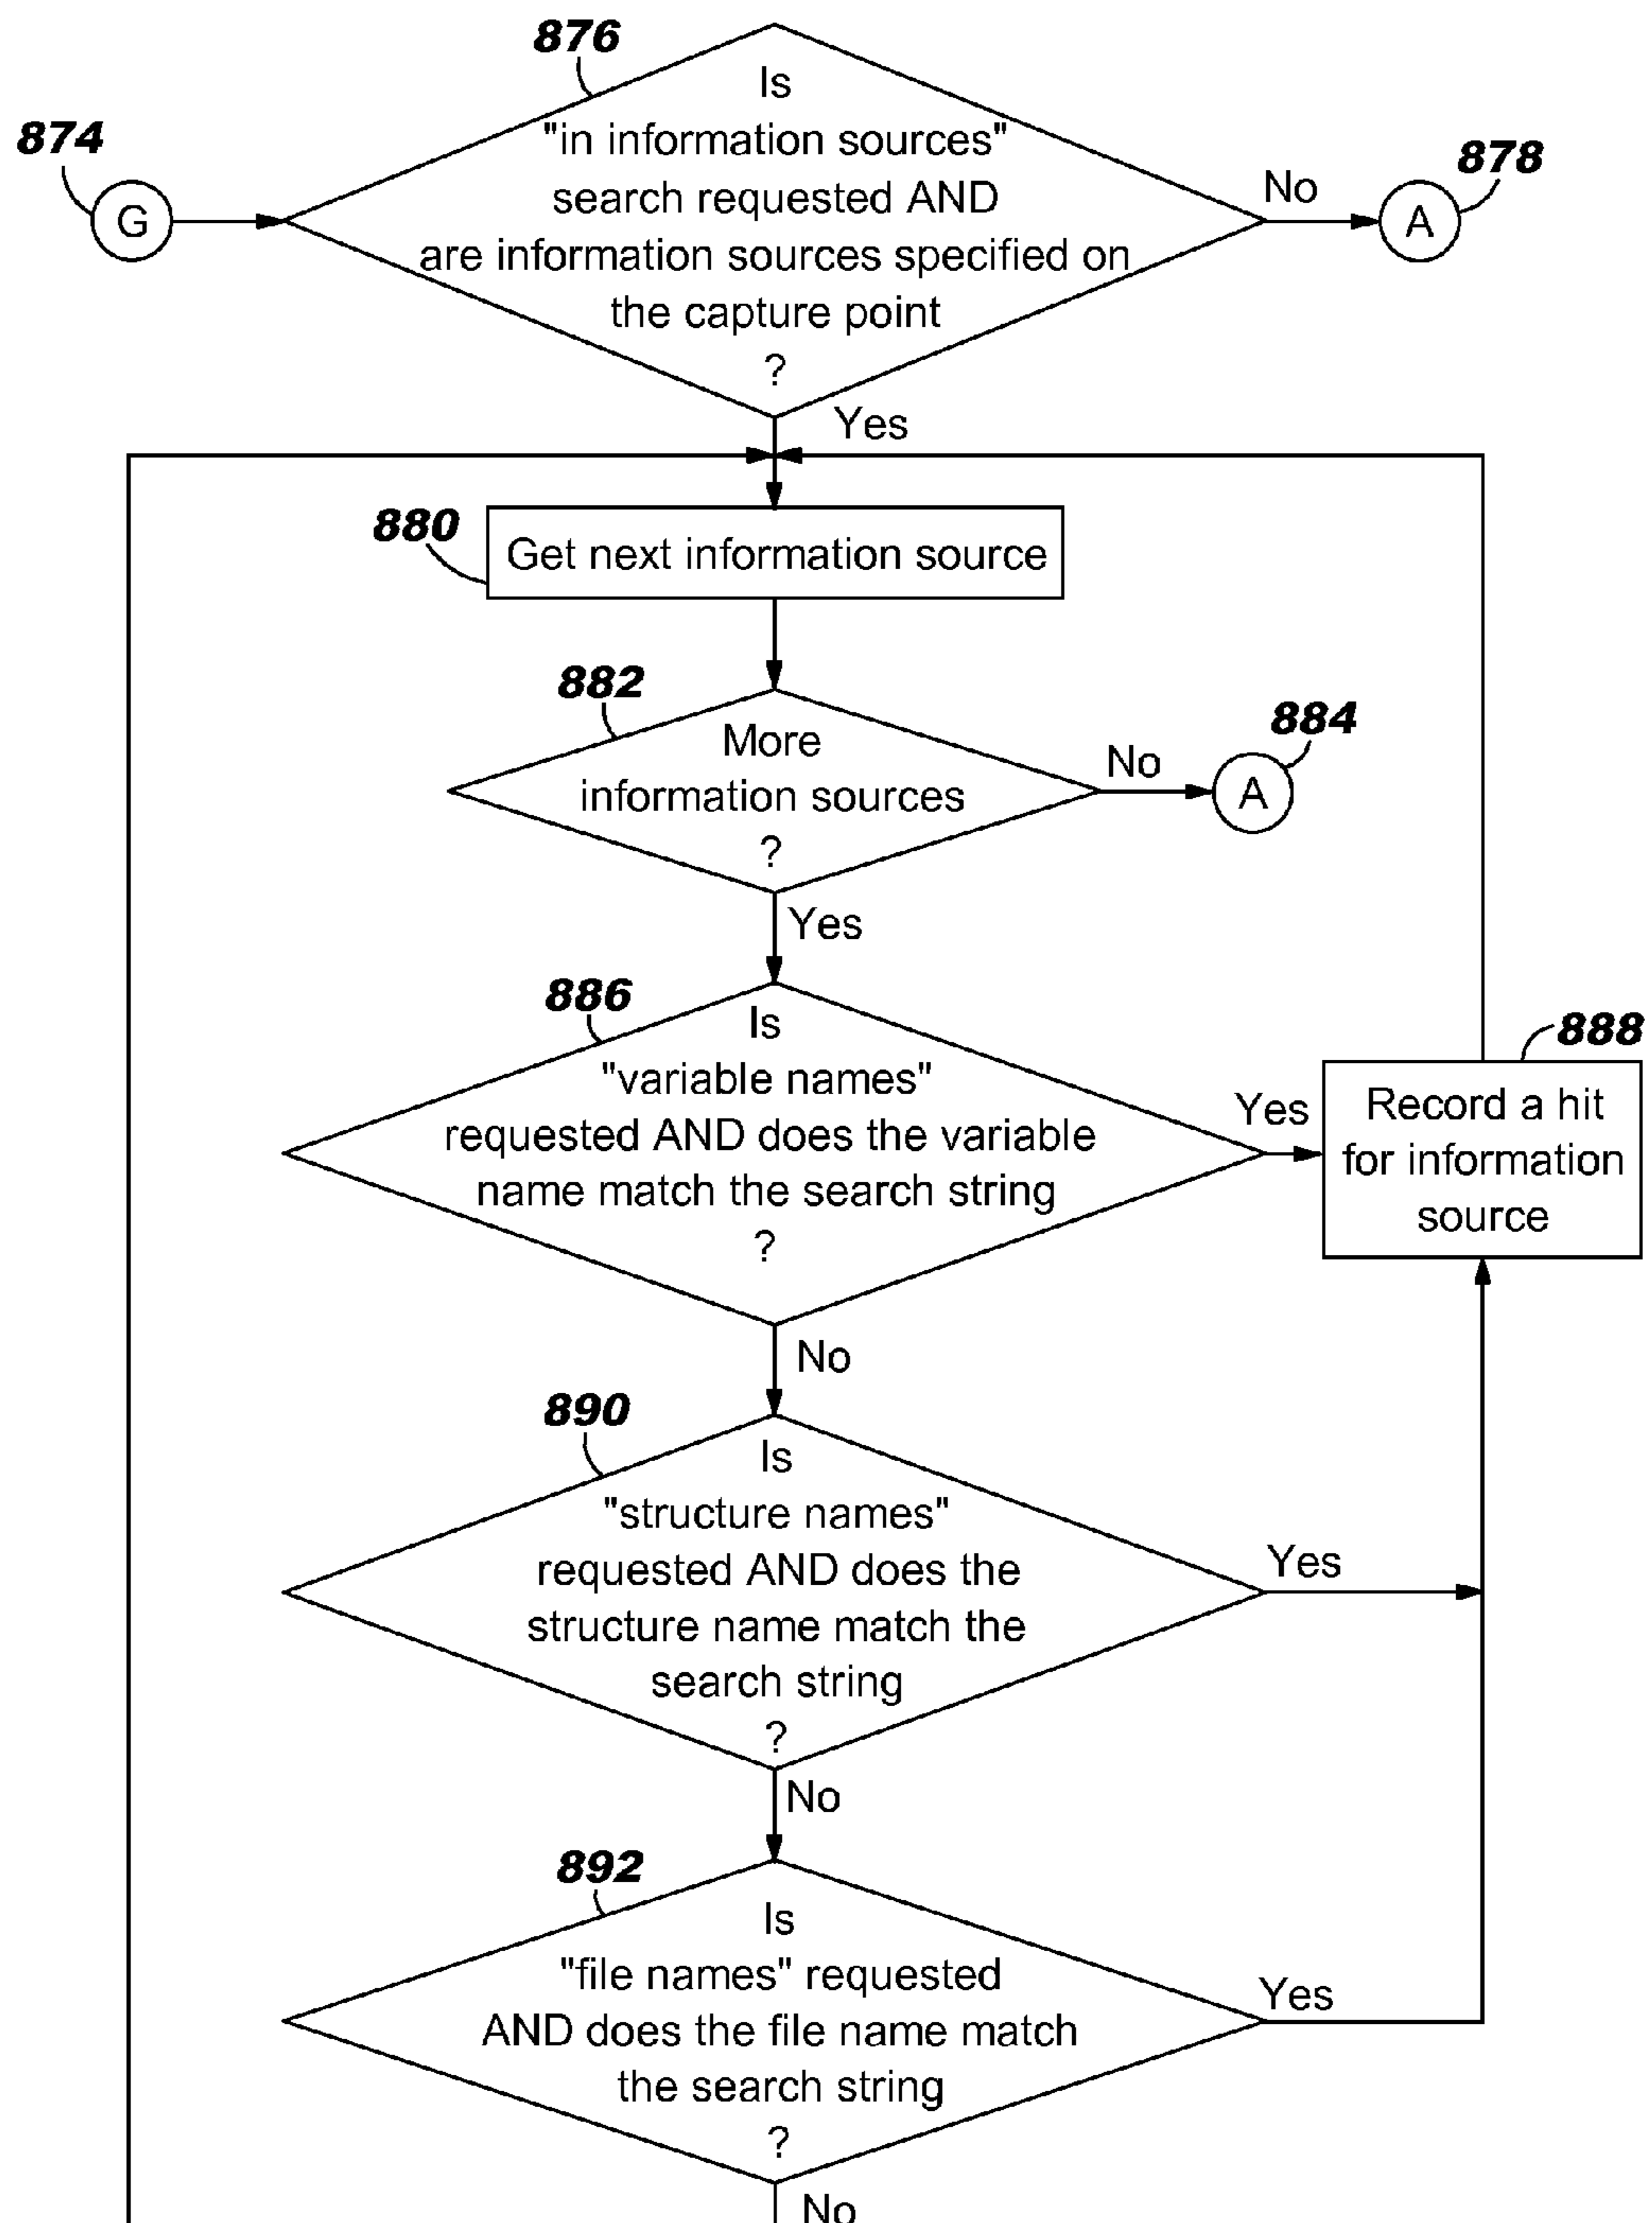 876
Is
"in information sources"
search requested AND
are information sources specified on
the capture point
?
874
G
No
878
A
Yes
880
Get next information source
882
More
information sources
?
No
884
A
Yes
886
Is
"variable names"
requested AND does the variable
name match the search string
?
Yes
888
Record a hit
for information
source
No
890
Is
"structure names"
requested AND does the
structure name match the
search string
?
Yes
No
892
Is
"file names" requested
AND does the file name match
the search string
?
Yes
No